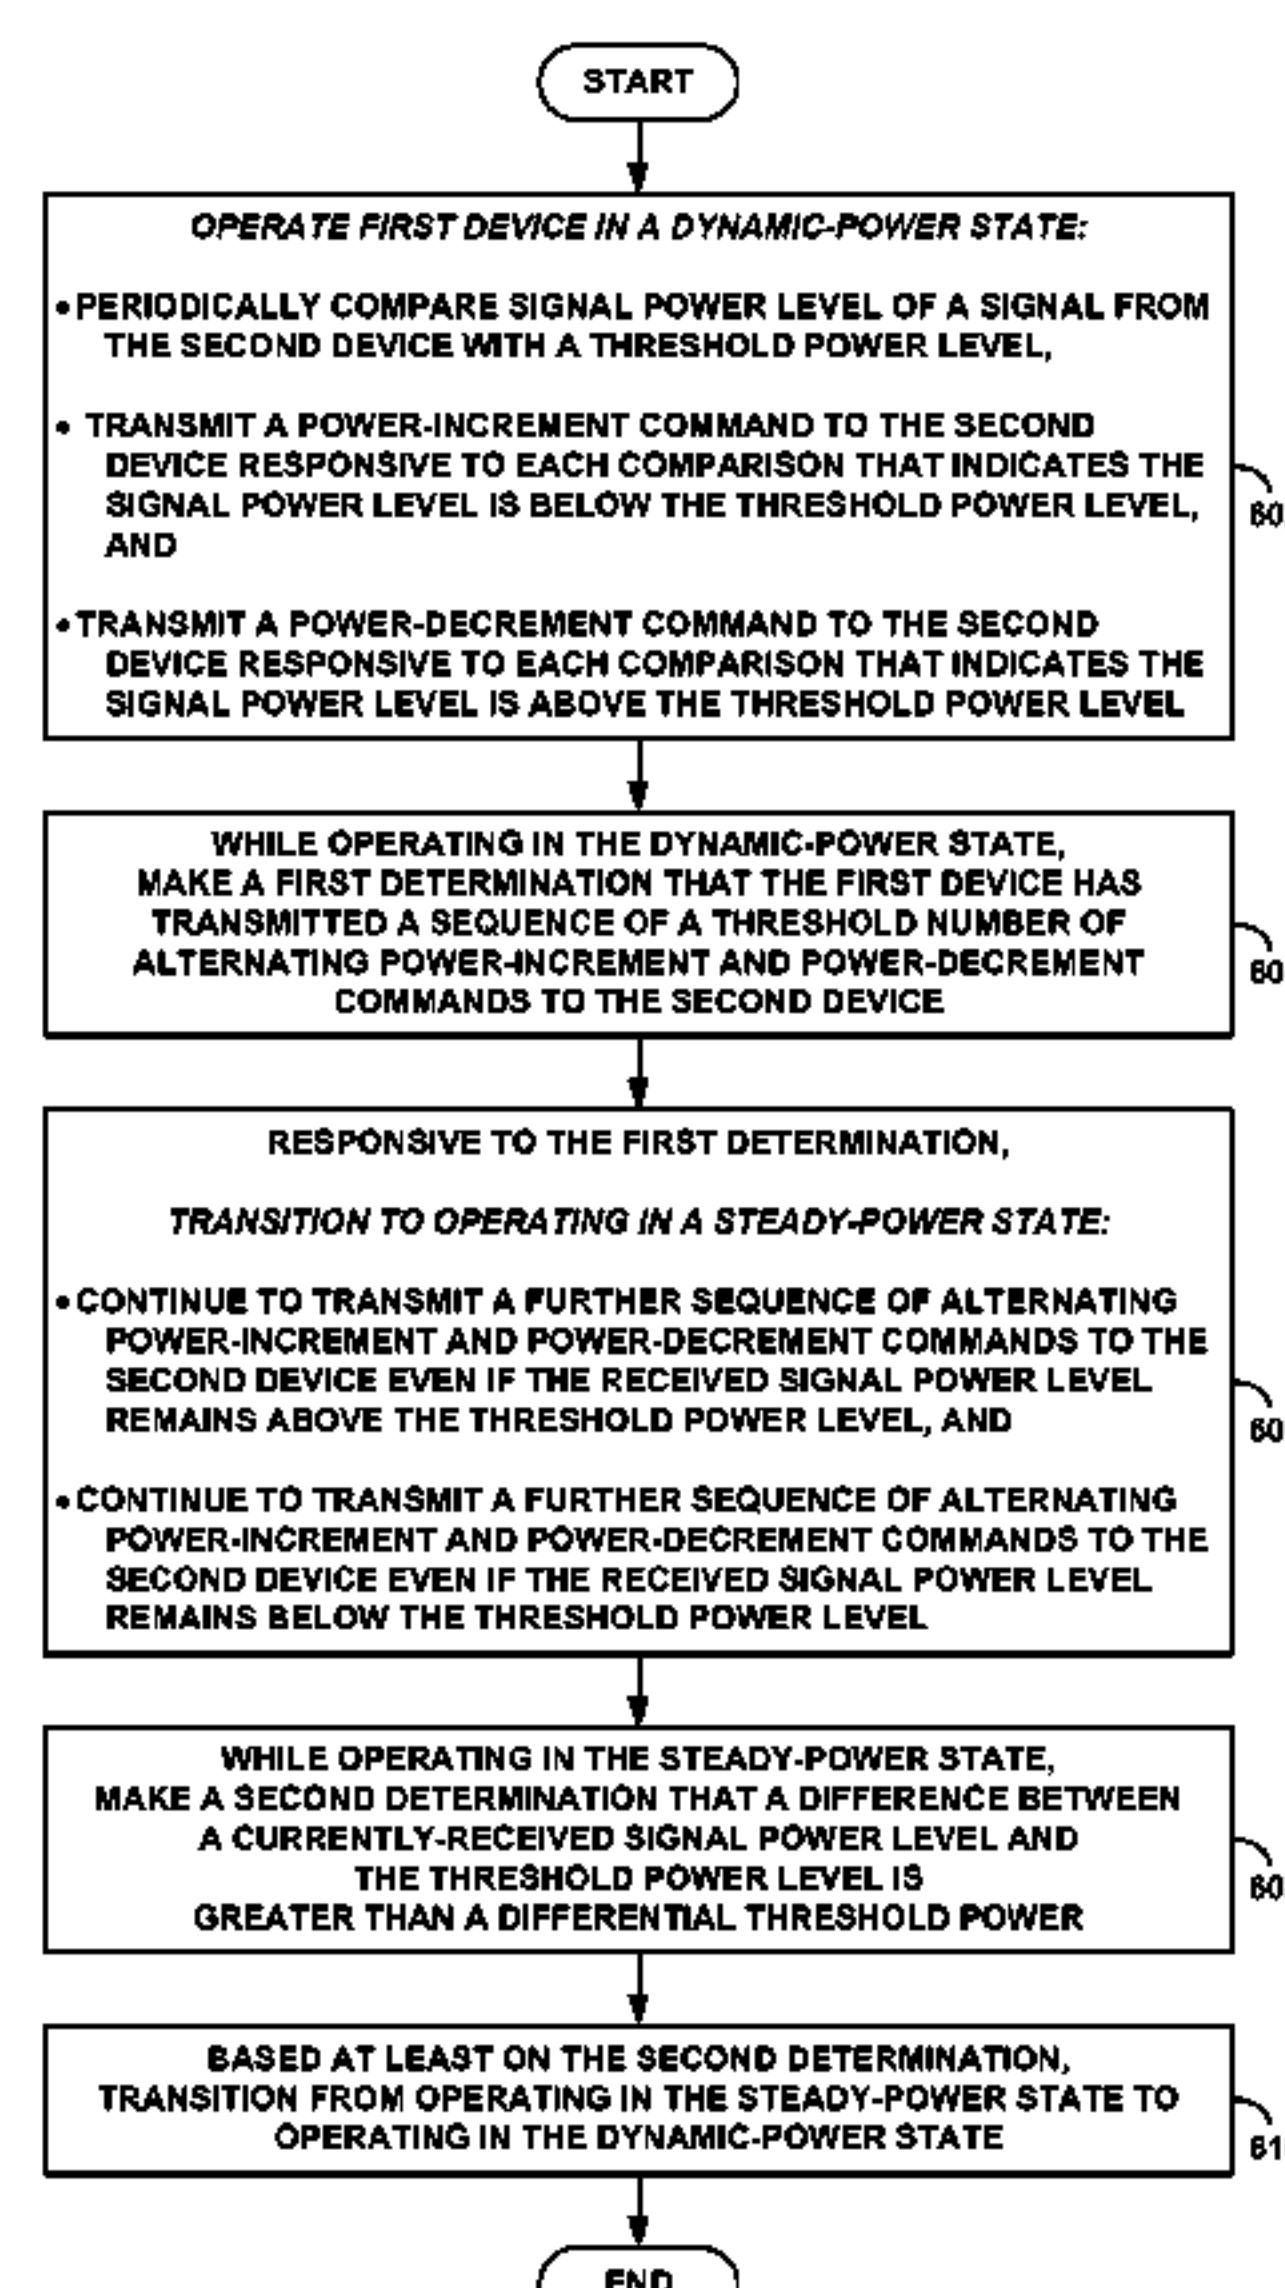 START
OPERATE FIRST DEVICE IN A DYNAMIC-POWER STATE:
• PERIODICALLY COMPARE SIGNAL POWER LEVEL OF A SIGNAL FROM
THE SECOND DEVICE WITH A THRESHOLD POWER LEVEL,
• TRANSMIT A POWER-INCREMENT COMMAND TO THE SECOND
DEVICE RESPONSIVE TO EACH COMPARISON THAT INDICATES THE
SIGNAL POWER LEVEL IS BELOW THE THRESHOLD POWER LEVEL,
AND
60
• TRANSMIT A POWER-DECREMENT COMMAND TO THE SECOND
DEVICE RESPONSIVE TO EACH COMPARISON THAT INDICATES THE
SIGNAL POWER LEVEL IS ABOVE THE THRESHOLD POWER LEVEL
WHILE OPERATING IN THE DYNAMIC-POWER STATE,
MAKE A FIRST DETERMINATION THAT THE FIRST DEVICE HAS
TRANSMITTED A SEQUENCE OF A THRESHOLD NUMBER OF
ALTERNATING POWER-INCREMENT AND POWER-DECREMENT
COMMANDS TO THE SECOND DEVICE
60
RESPONSIVE TO THE FIRST DETERMINATION,
TRANSITION TO OPERATING IN A STEADY-POWER STATE:
• CONTINUE TO TRANSMIT A FURTHER SEQUENCE OF ALTERNATING
POWER-INCREMENT AND POWER-DECREMENT COMMANDS TO THE
SECOND DEVICE EVEN IF THE RECEIVED SIGNAL POWER LEVEL
REMAINS ABOVE THE THRESHOLD POWER LEVEL, AND
60
• CONTINUE TO TRANSMIT A FURTHER SEQUENCE OF ALTERNATING
POWER-INCREMENT AND POWER-DECREMENT COMMANDS TO THE
SECOND DEVICE EVEN IF THE RECEIVED SIGNAL POWER LEVEL
REMAINS BELOW THE THRESHOLD POWER LEVEL
WHILE OPERATING IN THE STEADY-POWER STATE,
MAKE A SECOND DETERMINATION THAT A DIFFERENCE BETWEEN
A CURRENTLY-RECEIVED SIGNAL POWER LEVEL AND
THE THRESHOLD POWER LEVEL IS
GREATER THAN A DIFFERENTIAL THRESHOLD POWER
60
BASED AT LEAST ON THE SECOND DETERMINATION,
TRANSITION FROM OPERATING IN THE STEADY-POWER STATE TO
OPERATING IN THE DYNAMIC-POWER STATE
61
END